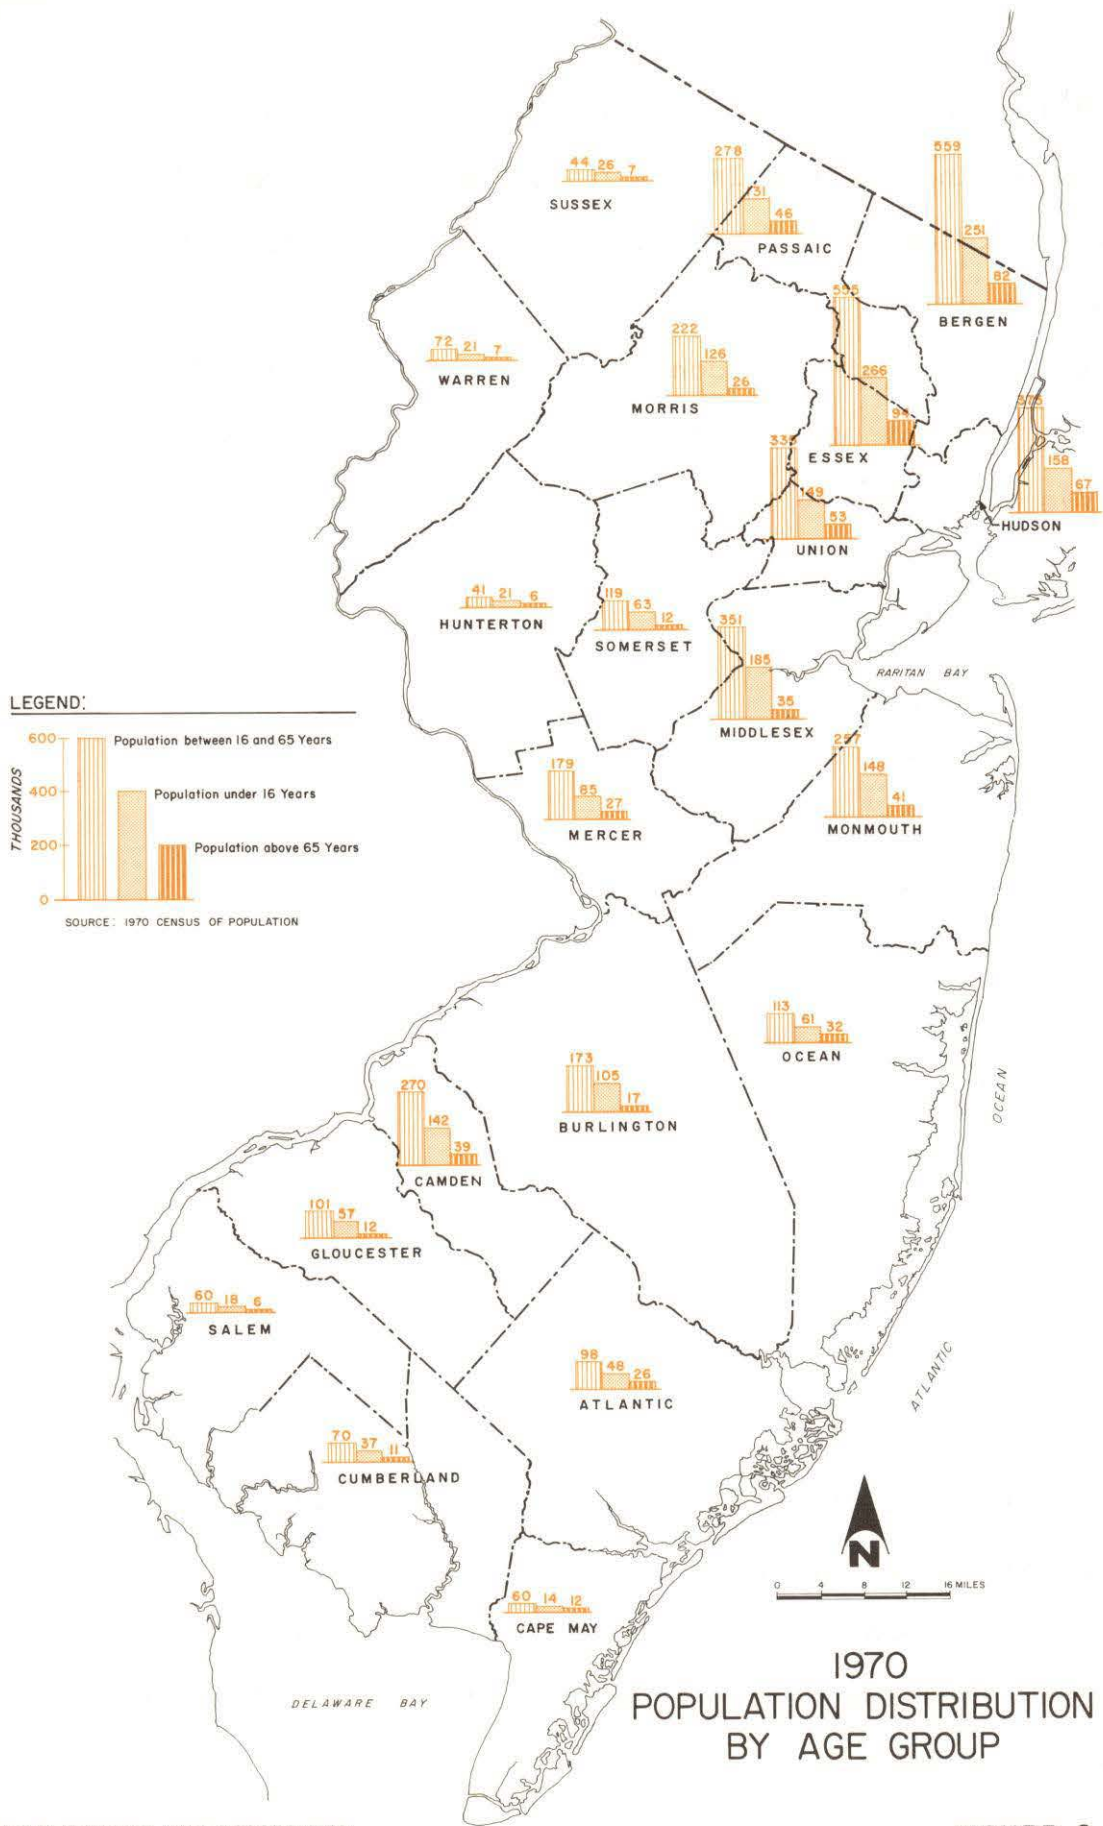 44 26 7
SUSSEX
278
31
46
PASSAIC
559
251
82
BERGEN
72 21 7
WARREN
222
126
26
MORRIS
555
266
94
ESSEX
375
158
67
HUDSON
149
53
UNION
41 21 6
HUNTERTON
119
63
12
SOMERSET
351
185
35
MIDDLESEX
RARITAN BAY
LEGEND:
THOUSANDS
600
400
200
0
Population between 16 and 65 Years
Population under 16 Years
Population above 65 Years
SOURCE: 1970 CENSUS OF POPULATION
179
85
27
MERCER
257
148
41
MONMOUTH
113
61
32
OCEAN
173
105
17
BURLINGTON
270
142
39
CAMDEN
101
57
12
GLOUCESTER
60 18 6
SALEM
98
48
26
ATLANTIC
70
37
11
CUMBERLAND
60 14 12
CAPE MAY
ATLANTIC
OCEAN
DELAWARE BAY
N
0 4 8 12 16 MILES
1970
POPULATION DISTRIBUTION
BY AGE GROUP